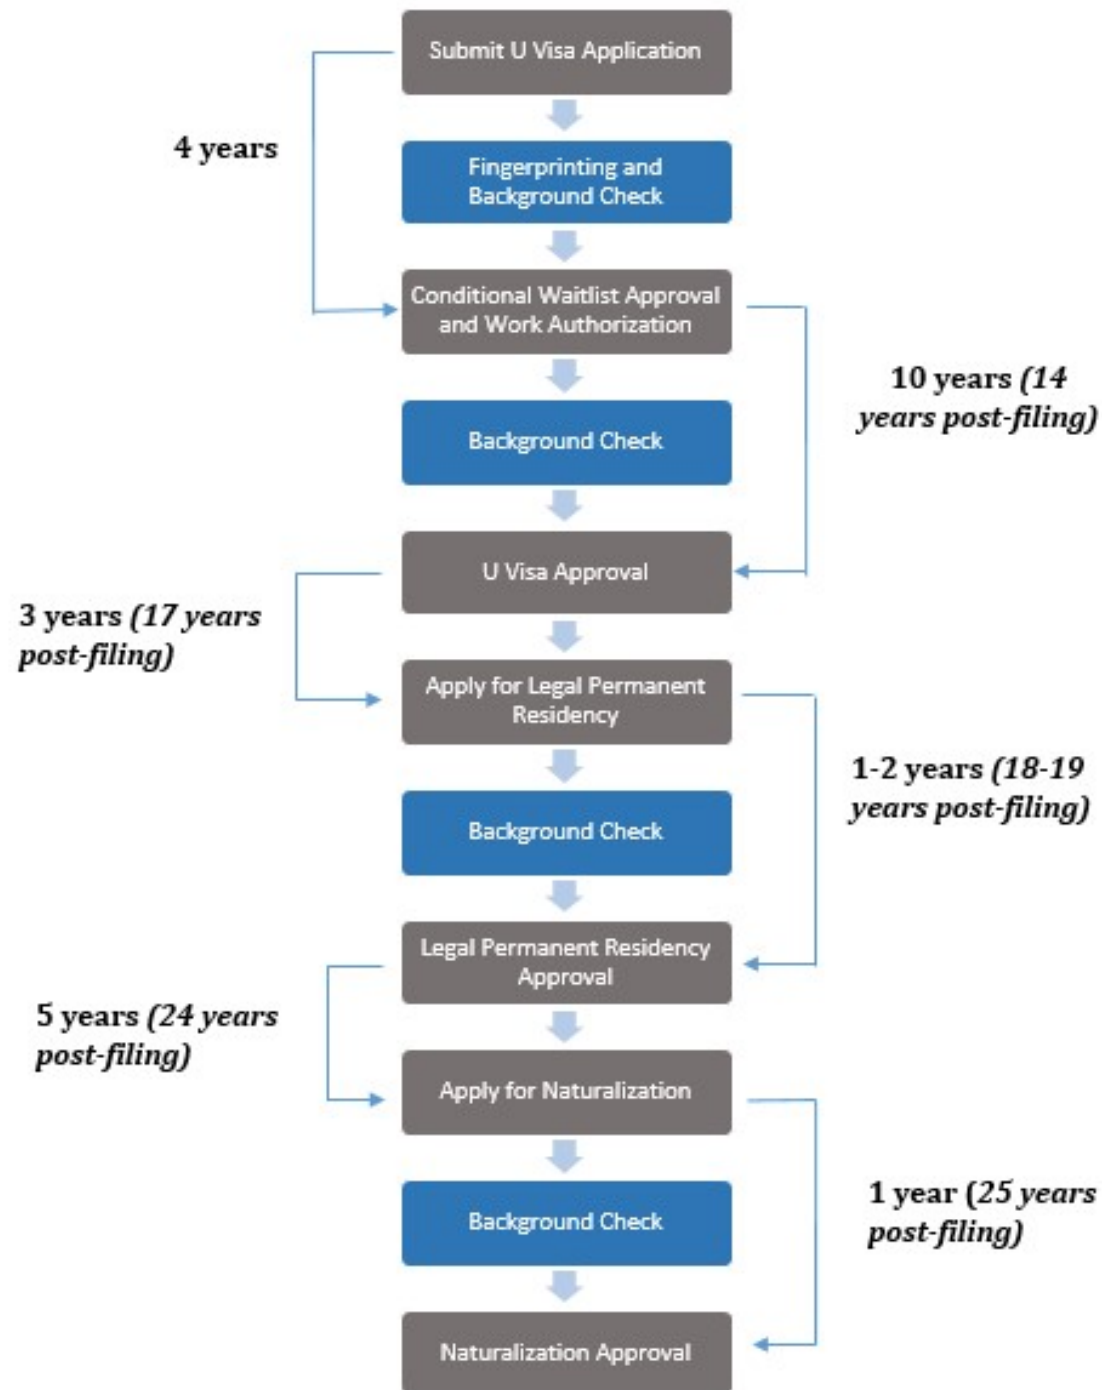 Submit U Visa Application
4 years
Fingerprinting and
Background Check
Conditional Waitlist Approval
and Work Authorization
10 years (14
years post-filing)
Background Check
U Visa Approval
3 years (17 years
post-filing)
Apply for Legal Permanent
Residency
1-2 years (18-19
years post-filing)
Background Check
Legal Permanent Residency
Approval
5 years (24 years
post-filing)
Apply for Naturalization
1 year (25 years
post-filing)
Background Check
Naturalization Approval